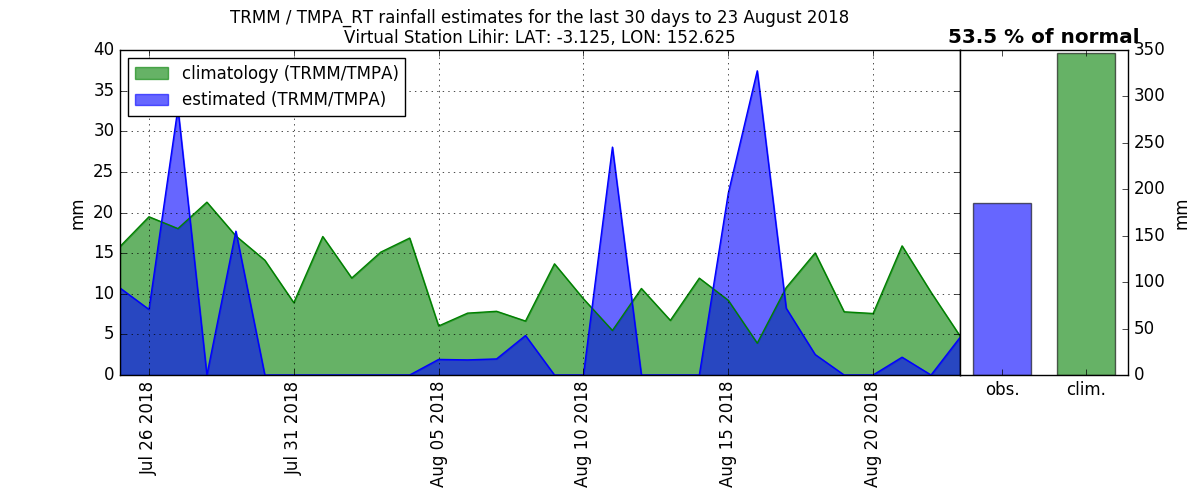 TRMM / TMPA_RT rainfall estimates for the last 30 days to 23 August 2018
Virtual Station Lihir: LAT: -3.125, LON: 152.625
53.5 % of normal
climatology (TRMM/TMPA)
estimated (TRMM/TMPA)
40
35
30
25
20
15
10
5
0
mm
Jul 26 2018
Jul 31 2018
Aug 05 2018
Aug 10 2018
Aug 15 2018
Aug 20 2018
obs.
clim.
350
300
250
200
150
100
50
0
mm